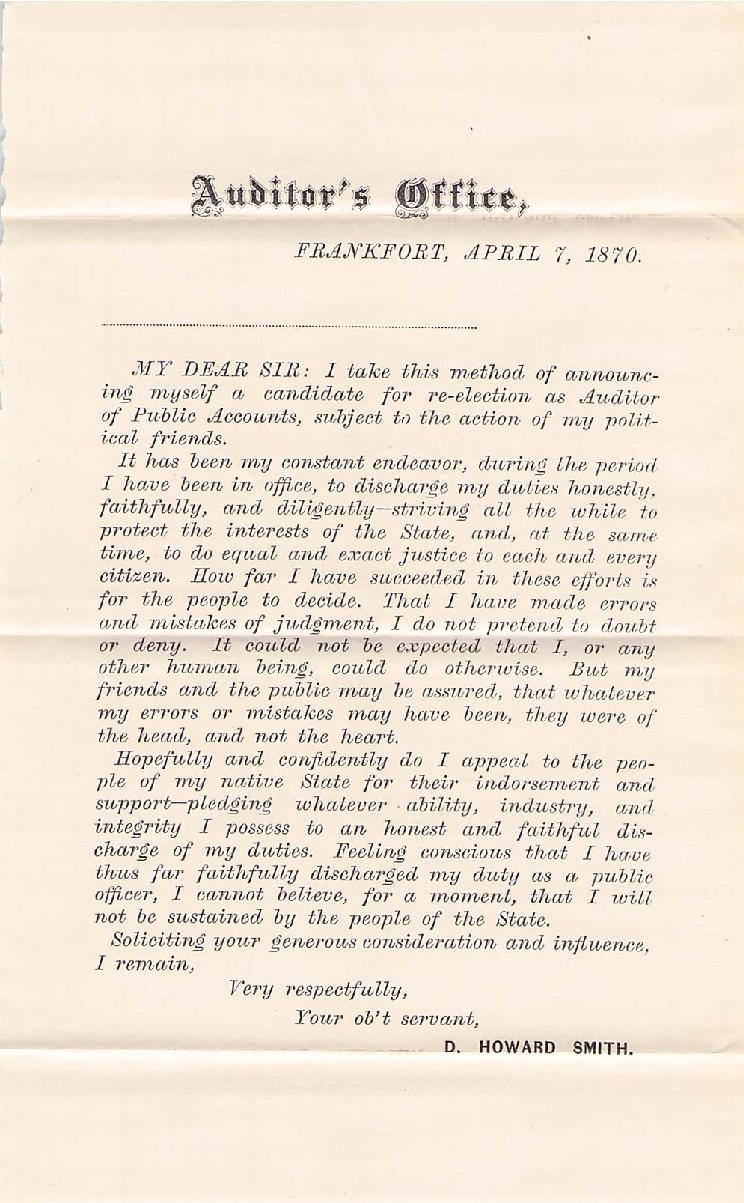 Auditor's Office,
FRANKFORT, APRIL 7, 1870.
MY DEAR SIR: I take this method of announc-
ing myself a candidate for re-election as Auditor
of Public Accounts, subject to the action of my polit-
ical friends.
It has been my constant endeavor, during the period
I have been in office, to discharge my duties honestly,
faithfully, and diligently—striving all the while to
protect the interests of the State, and, at the same
time, to do equal and exact justice to each and every
citizen. How far I have succeeded in these efforts is
for the people to decide. That I have made errors
and mistakes of judgment, I do not pretend to doubt
or deny. It could not be expected that I, or any
other human being, could do otherwise. But my
friends and the public may be assured, that whatever
my errors or mistakes may have been, they were of
the head, and not the heart.
Hopefully and confidently do I appeal to the peo-
ple of my native State for their indorsement and
support—pledging whatever ability, industry, and
integrity I possess to an honest and faithful dis-
charge of my duties. Feeling conscious that I have
thus far faithfully discharged my duty as a public
officer, I cannot believe, for a moment, that I will
not be sustained by the people of the State.
Soliciting your generous consideration and influence,
I remain,
Very respectfully,
Your ob't servant,
D. HOWARD SMITH.